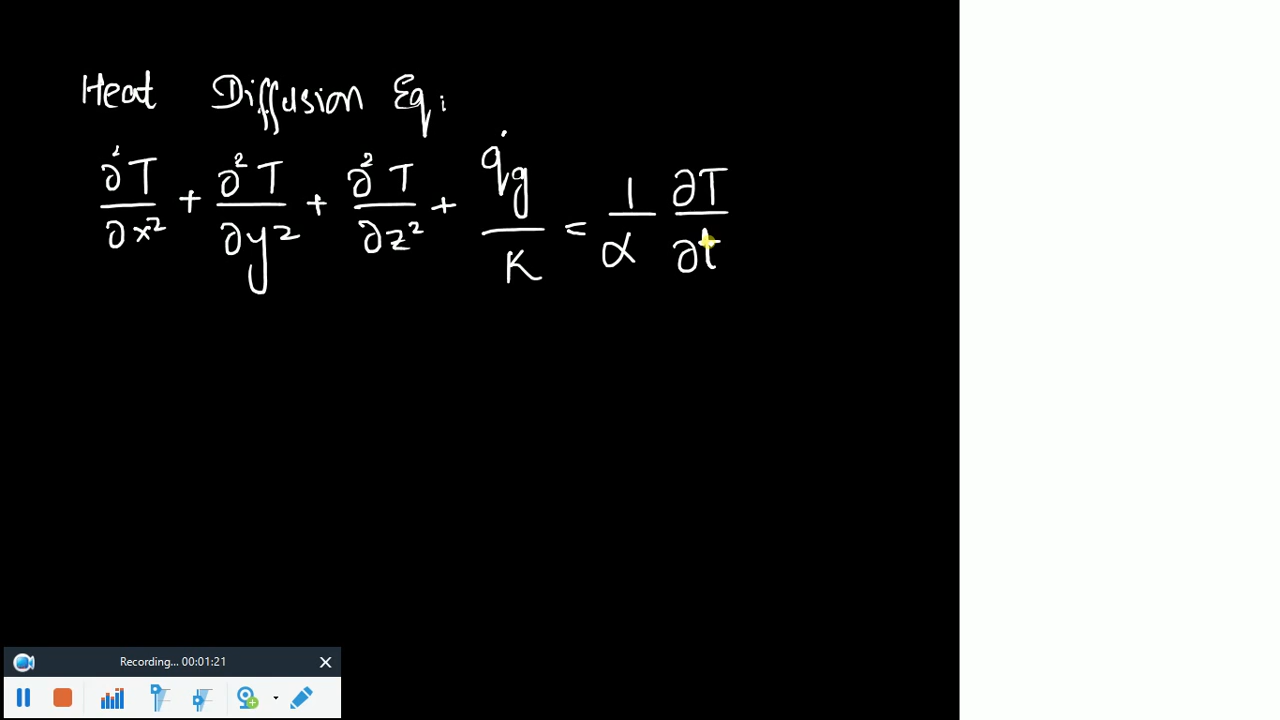 Heat Diffusion Eq:
∂²T/∂x² + ∂²T/∂y² + ∂²T/∂z² + q̇g/K = 1/α ∂T/∂t
Recording... 00:01:21